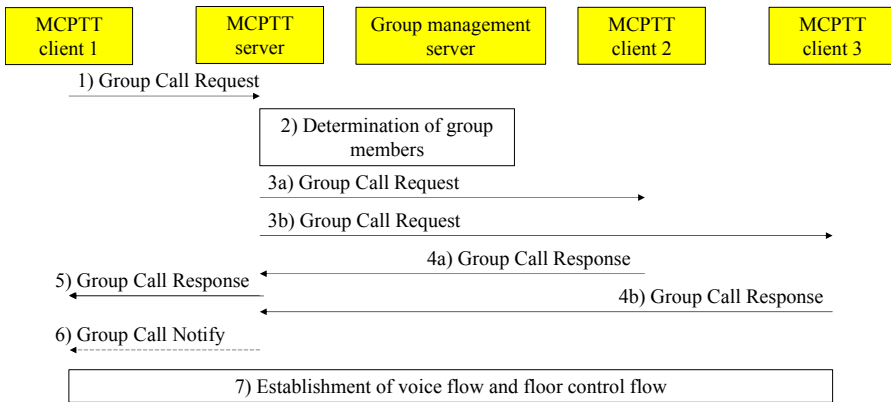 MCPTT
client 1
MCPTT
server
Group management
server
MCPTT
client 2
MCPTT
client 3
1) Group Call Request
2) Determination of group
members
3a) Group Call Request
3b) Group Call Request
4a) Group Call Response
5) Group Call Response
4b) Group Call Response
6) Group Call Notify
7) Establishment of voice flow and floor control flow